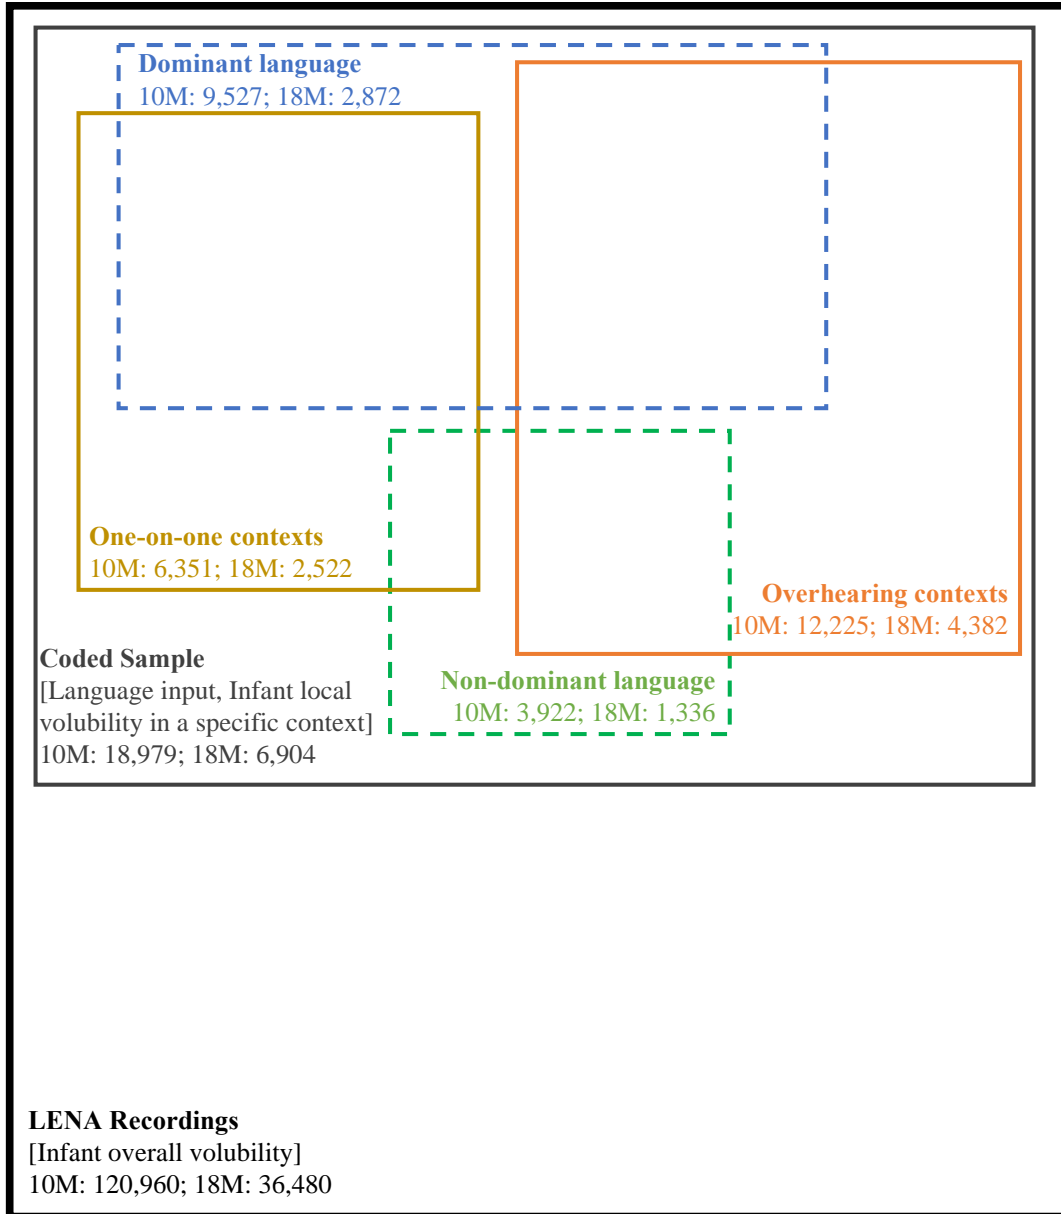 Dominant language
10M: 9,527; 18M: 2,872
One-on-one contexts
10M: 6,351; 18M: 2,522
Overhearing contexts
10M: 12,225; 18M: 4,382
Coded Sample
[Language input, Infant local
volubility in a specific context]
10M: 18,979; 18M: 6,904
Non-dominant language
10M: 3,922; 18M: 1,336
LENA Recordings
[Infant overall volubility]
10M: 120,960; 18M: 36,480